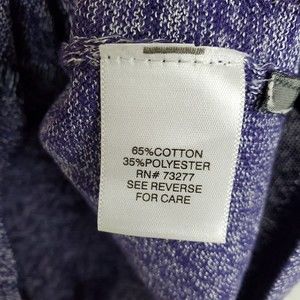 65%COTTON
35%POLYESTER
RN# 73277
SEE REVERSE
FOR CARE